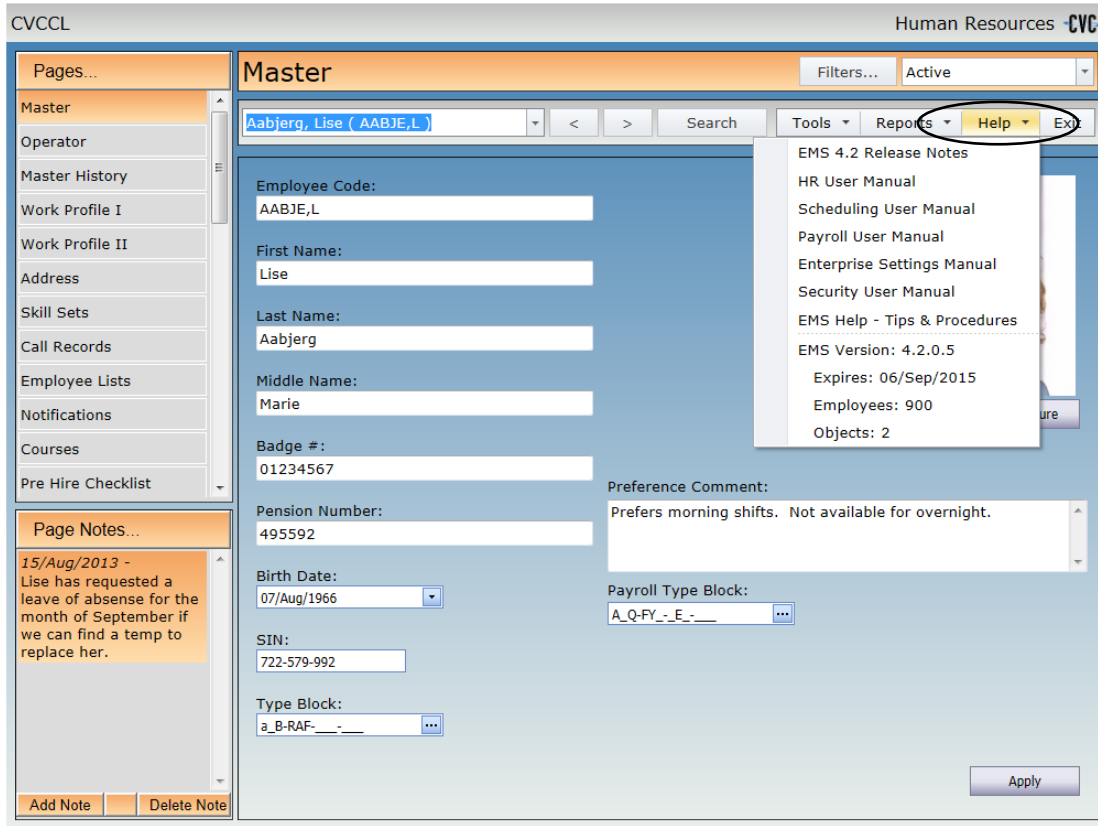 CVCCL
Human Resources CVC
Pages...
Master
Operator
Master History
Work Profile I
Work Profile II
Address
Skill Sets
Call Records
Employee Lists
Notifications
Courses
Pre Hire Checklist
Page Notes...
15/Aug/2013 -
Lise has requested a
leave of absense for the
month of September if
we can find a temp to
replace her.
Add Note Delete Note
Master
Filters... Active
Aabjerg, Lise ( AABJE,L ) < > Search Tools Reports Help Exit
EMS 4.2 Release Notes
HR User Manual
Scheduling User Manual
Payroll User Manual
Enterprise Settings Manual
Security User Manual
EMS Help - Tips & Procedures
EMS Version: 4.2.0.5
Expires: 06/Sep/2015
Employees: 900
Objects: 2
Employee Code:
AABJE,L
First Name:
Lise
Last Name:
Aabjerg
Middle Name:
Marie
Badge #:
01234567
Pension Number:
495592
Birth Date:
07/Aug/1966
SIN:
722-579-992
Type Block:
a_B-RAF-___-___ ...
ure
Preference Comment:
Prefers morning shifts. Not available for overnight.
Payroll Type Block:
A_Q-FY_-_E_-___ ...
Apply